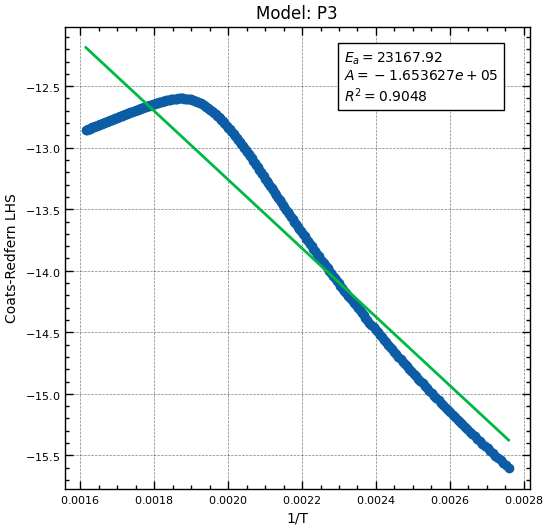 Model: P3
E_a = 23167.92
A = −1.653627e + 05
R² = 0.9048
Coats-Redfern LHS
−12.5
−13.0
−13.5
−14.0
−14.5
−15.0
−15.5
0.0016 0.0018 0.0020 0.0022 0.0024 0.0026 0.0028
1/T